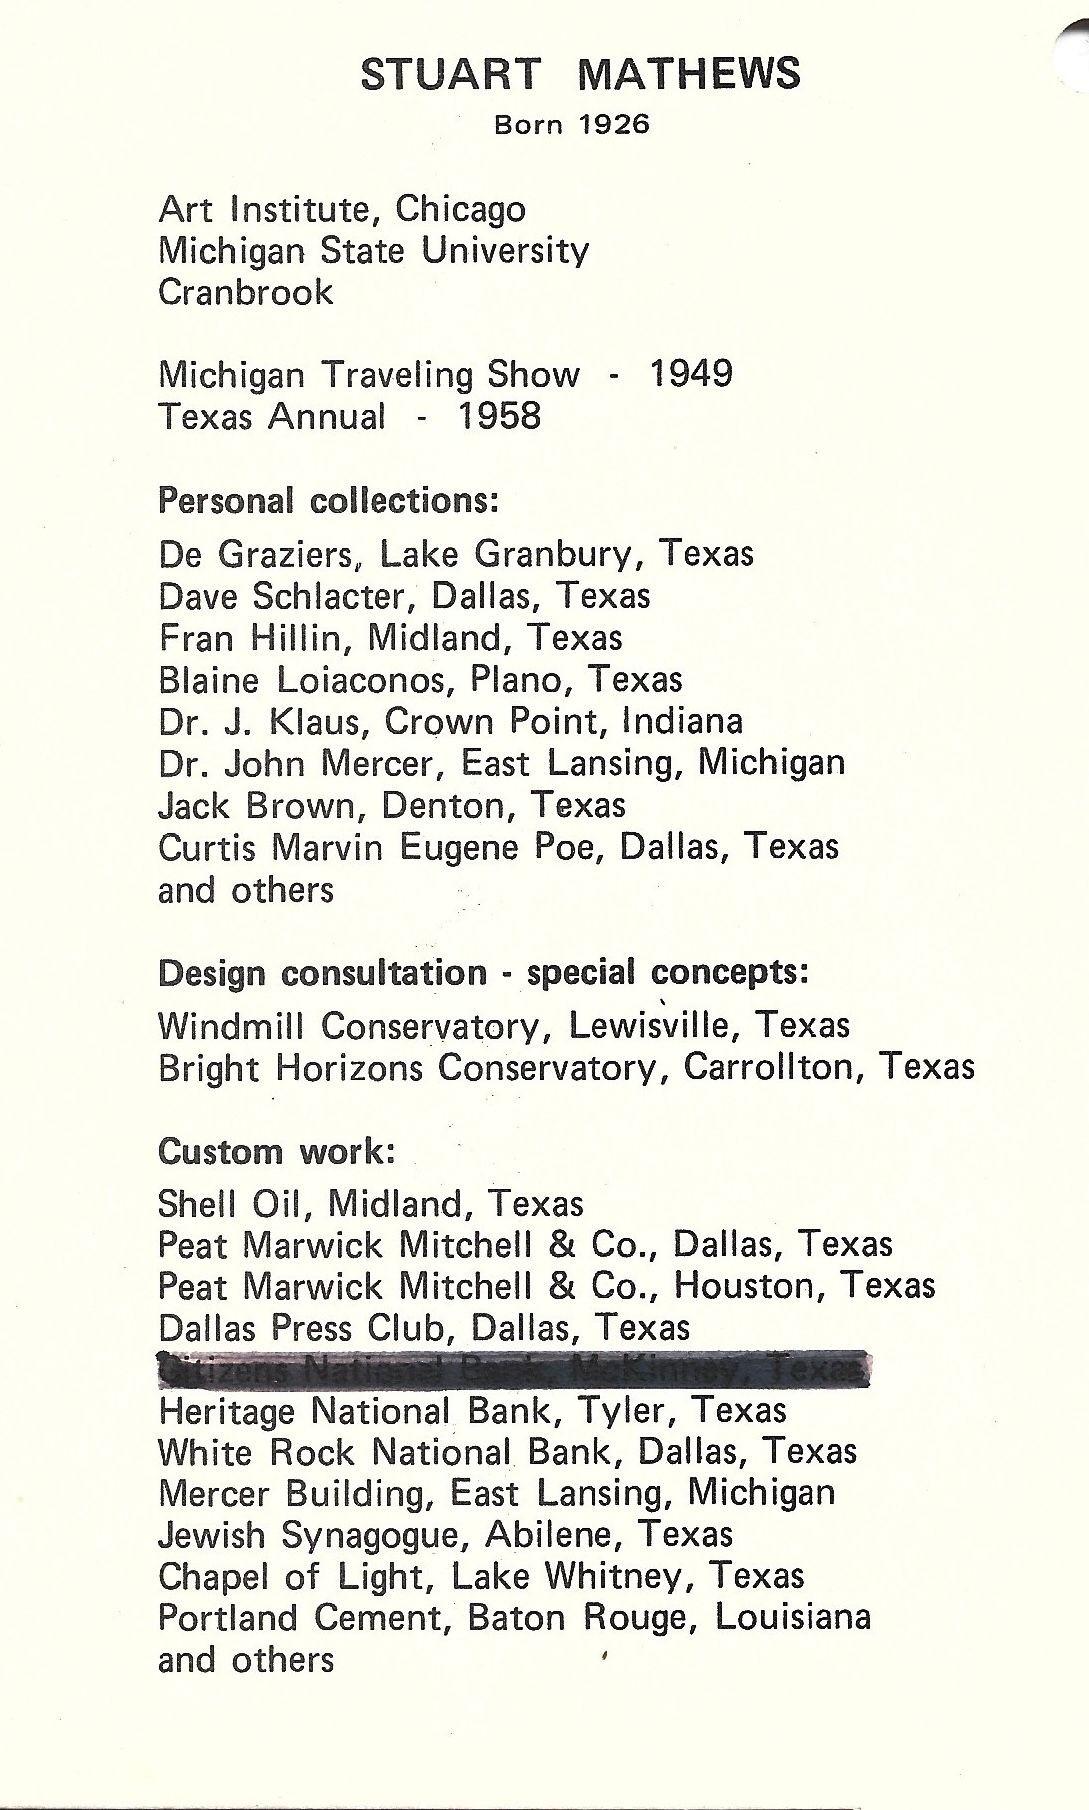 STUART MATHEWS
Born 1926
Art Institute, Chicago
Michigan State University
Cranbrook
Michigan Traveling Show - 1949
Texas Annual - 1958
Personal collections:
De Graziers, Lake Granbury, Texas
Dave Schlacter, Dallas, Texas
Fran Hillin, Midland, Texas
Blaine Loiaconos, Plano, Texas
Dr. J. Klaus, Crown Point, Indiana
Dr. John Mercer, East Lansing, Michigan
Jack Brown, Denton, Texas
Curtis Marvin Eugene Poe, Dallas, Texas
and others
Design consultation - special concepts:
Windmill Conservatory, Lewisville, Texas
Bright Horizons Conservatory, Carrollton, Texas
Custom work:
Shell Oil, Midland, Texas
Peat Marwick Mitchell & Co., Dallas, Texas
Peat Marwick Mitchell & Co., Houston, Texas
Dallas Press Club, Dallas, Texas
Citizens National Bank, McKinney, Texas
Heritage National Bank, Tyler, Texas
White Rock National Bank, Dallas, Texas
Mercer Building, East Lansing, Michigan
Jewish Synagogue, Abilene, Texas
Chapel of Light, Lake Whitney, Texas
Portland Cement, Baton Rouge, Louisiana
and others